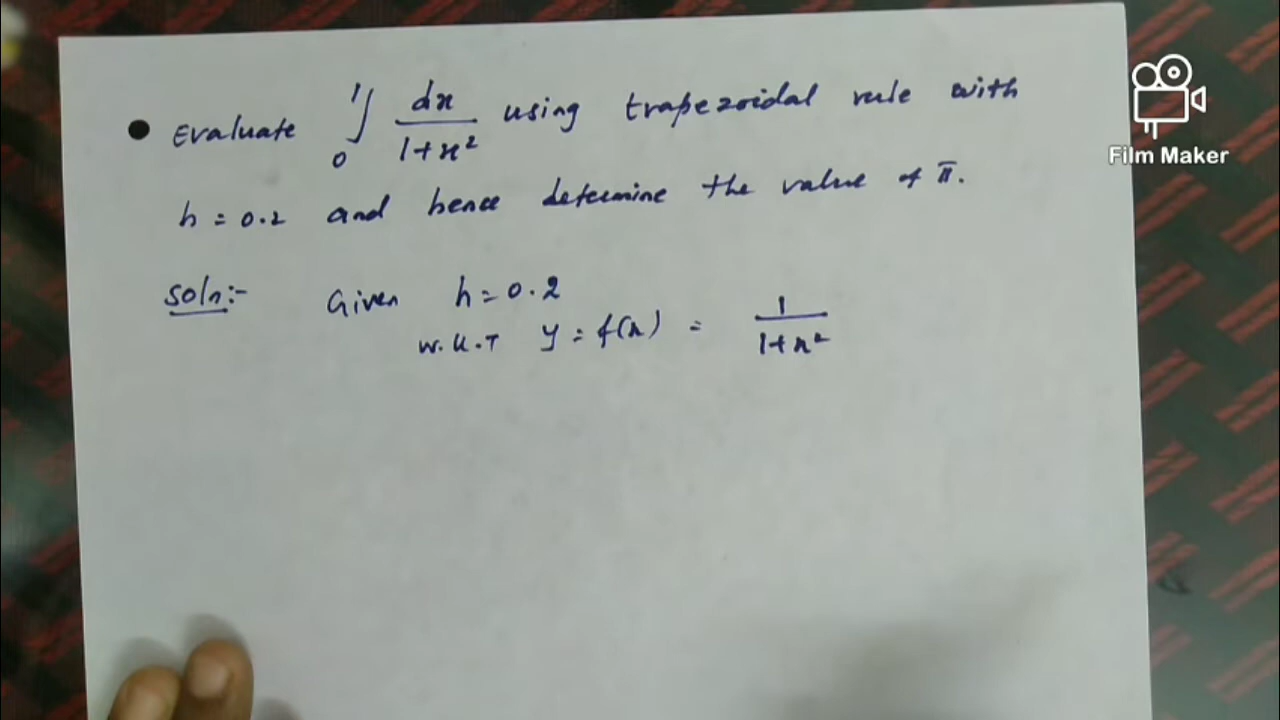 ● Evaluate ∫₀¹ dx/(1+x²) using trapezoidal rule with
h = 0.2 and hence determine the value of π.
Soln:- Given h = 0.2
w.k.T y = f(x) = 1/(1+x²)
Film Maker